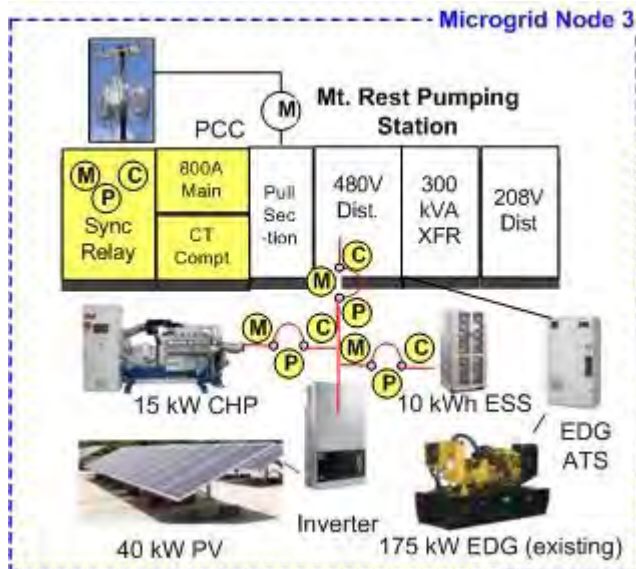 Microgrid Node 3
M
Mt. Rest Pumping
Station
PCC
M
C
P
Sync
Relay
800A
Main
CT
Compt
Pull
Sec
-tion
480V
Dist.
300
kVA
XFR
208V
Dist
C
M
P
M
C
P
M
C
P
15 kW CHP
10 kWh ESS
EDG
ATS
Inverter
40 kW PV
175 kW EDG (existing)